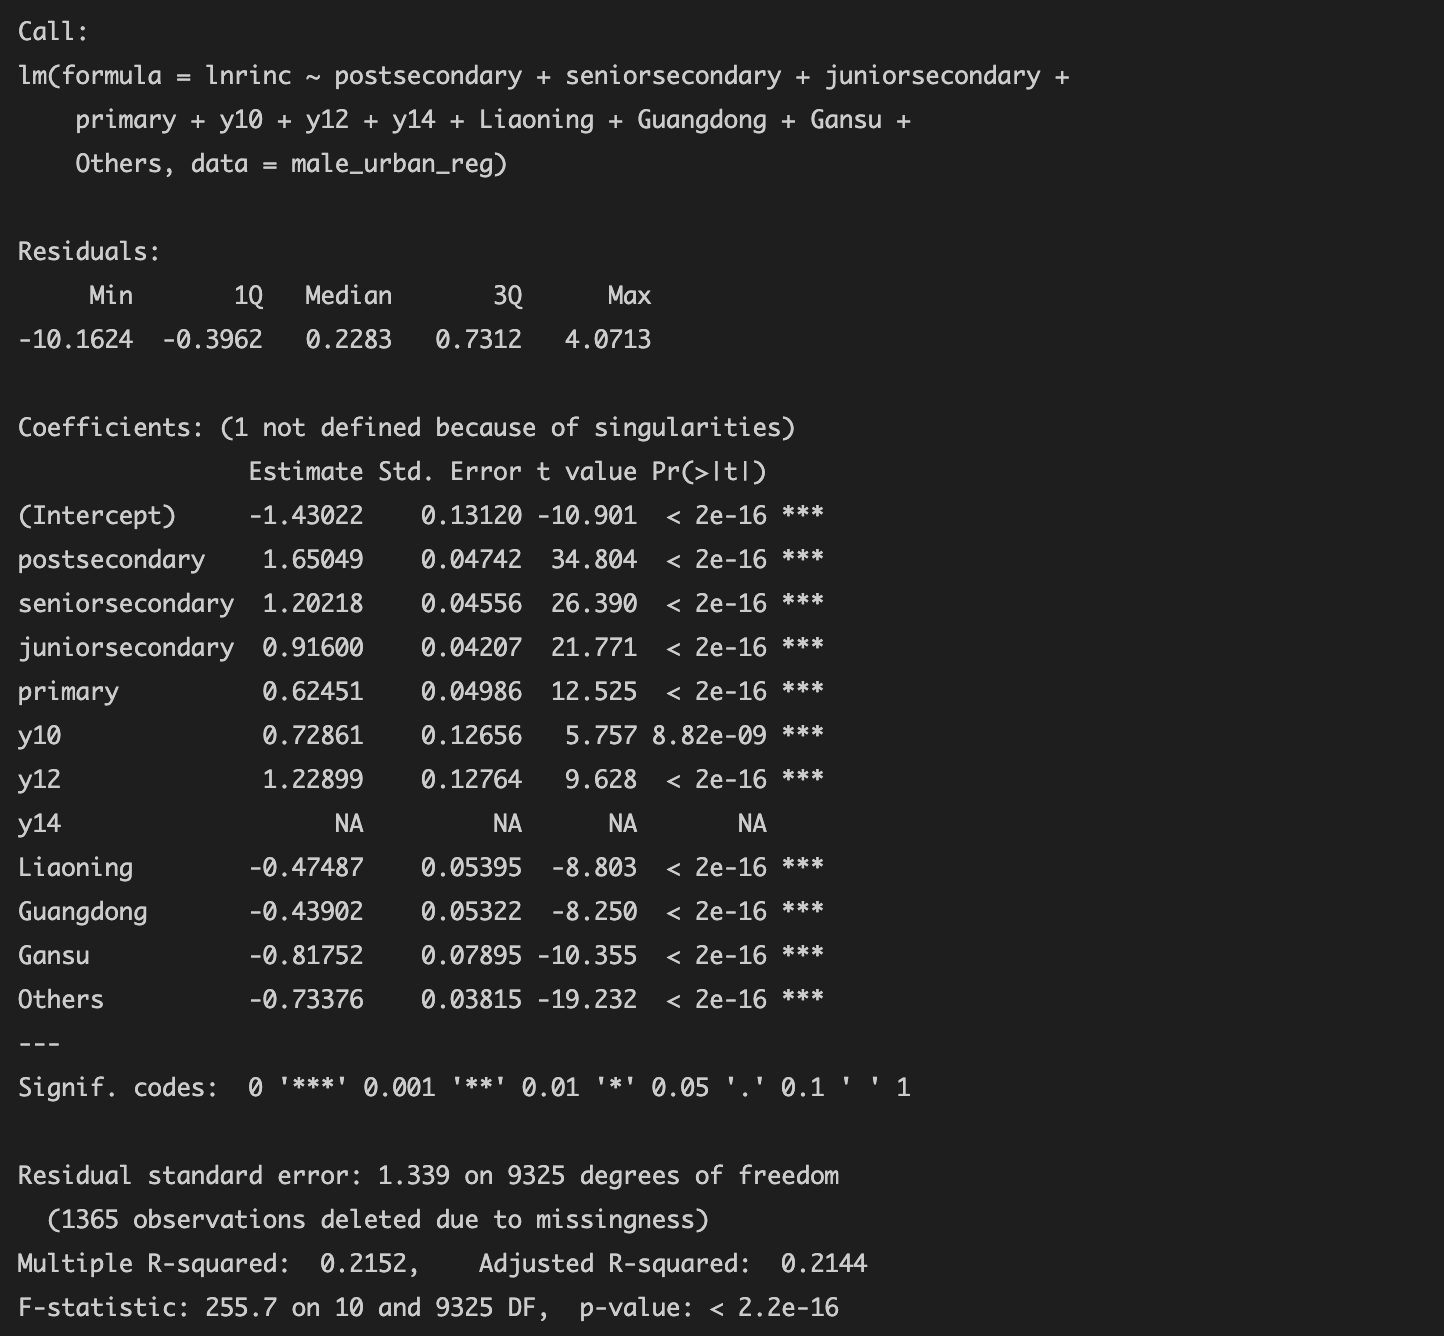 Call:
lm(formula = lnrinc ~ postsecondary + seniorsecondary + juniorsecondary +
    primary + y10 + y12 + y14 + Liaoning + Guangdong + Gansu +
    Others, data = male_urban_reg)

Residuals:
     Min       1Q   Median       3Q      Max
-10.1624  -0.3962   0.2283   0.7312   4.0713

Coefficients: (1 not defined because of singularities)
                Estimate Std. Error t value Pr(>|t|)
(Intercept)     -1.43022    0.13120 -10.901  < 2e-16 ***
postsecondary    1.65049    0.04742  34.804  < 2e-16 ***
seniorsecondary  1.20218    0.04556  26.390  < 2e-16 ***
juniorsecondary  0.91600    0.04207  21.771  < 2e-16 ***
primary          0.62451    0.04986  12.525  < 2e-16 ***
y10              0.72861    0.12656   5.757 8.82e-09 ***
y12              1.22899    0.12764   9.628  < 2e-16 ***
y14                   NA         NA      NA       NA
Liaoning        -0.47487    0.05395  -8.803  < 2e-16 ***
Guangdong       -0.43902    0.05322  -8.250  < 2e-16 ***
Gansu           -0.81752    0.07895 -10.355  < 2e-16 ***
Others          -0.73376    0.03815 -19.232  < 2e-16 ***
---
Signif. codes:  0 '***' 0.001 '**' 0.01 '*' 0.05 '.' 0.1 ' ' 1

Residual standard error: 1.339 on 9325 degrees of freedom
  (1365 observations deleted due to missingness)
Multiple R-squared:  0.2152,    Adjusted R-squared:  0.2144
F-statistic: 255.7 on 10 and 9325 DF,  p-value: < 2.2e-16